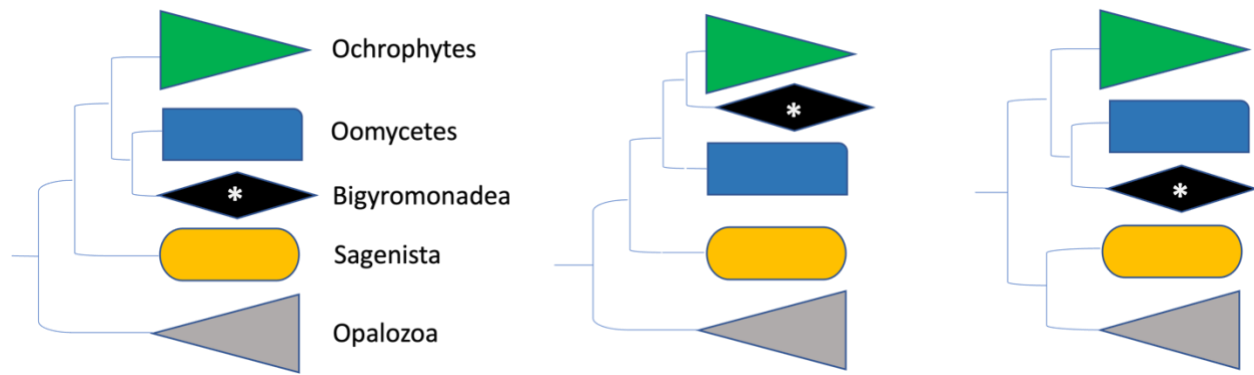 Ochrophytes
Oomycetes
* Bigyromonadea
Sagenista
Opalozoa
*
*